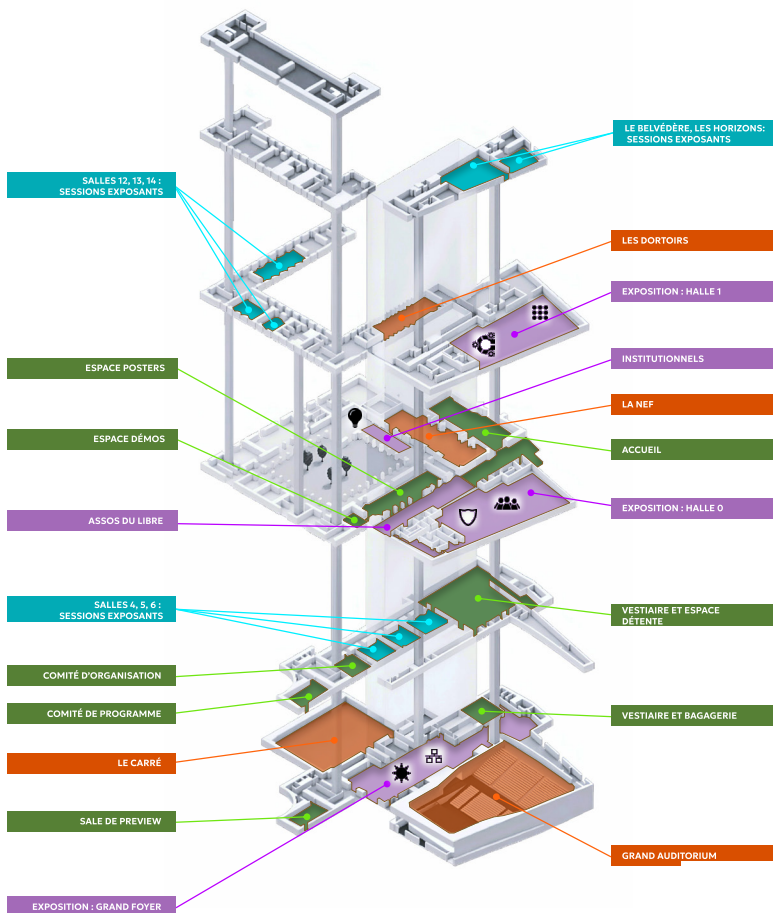 LE BELVÉDÈRE, LES HORIZONS:
SESSIONS EXPOSANTS
SALLES 12, 13, 14 :
SESSIONS EXPOSANTS
LES DORTOIRS
EXPOSITION : HALLE 1
INSTITUTIONNELS
ESPACE POSTERS
LA NEF
ESPACE DÉMOS
ACCUEIL
EXPOSITION : HALLE 0
ASSOS DU LIBRE
SALLES 4, 5, 6 :
SESSIONS EXPOSANTS
VESTIAIRE ET ESPACE
DÉTENTE
COMITÉ D'ORGANISATION
COMITÉ DE PROGRAMME
VESTIAIRE ET BAGAGERIE
LE CARRÉ
SALE DE PREVIEW
GRAND AUDITORIUM
EXPOSITION : GRAND FOYER